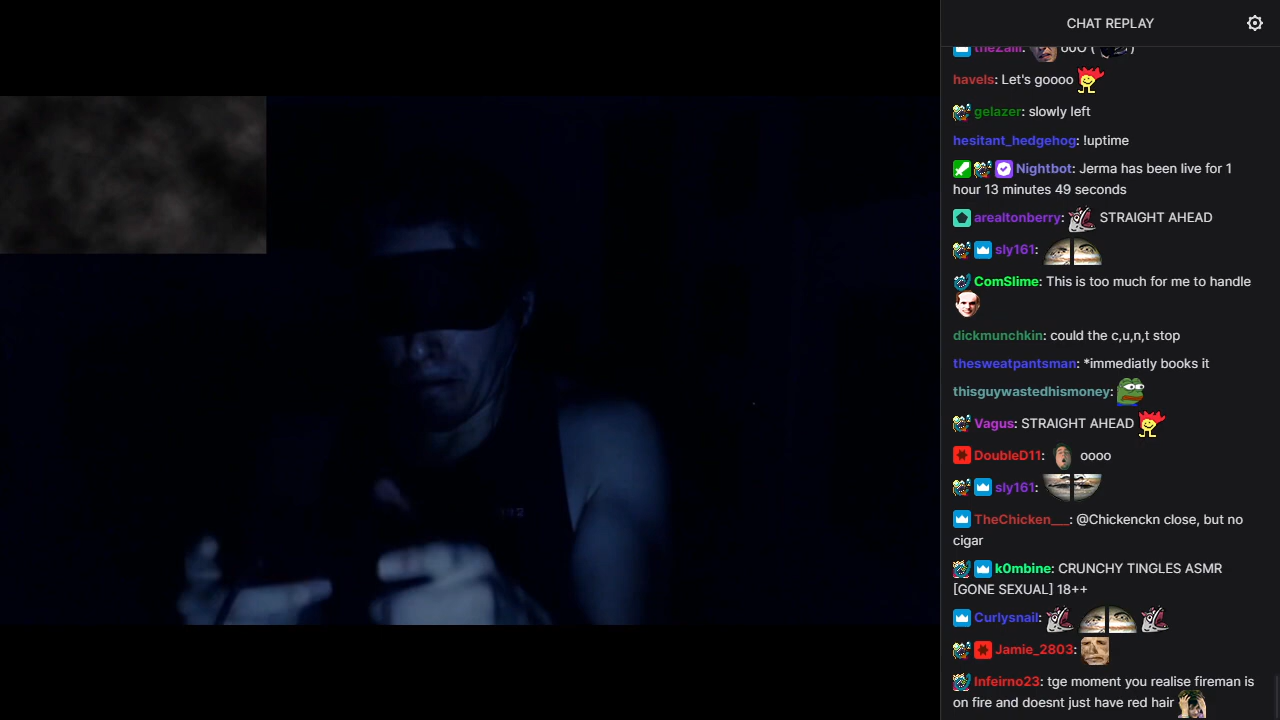 CHAT REPLAY
theZaili: oUO ( )
havels: Let's goooo
gelazer: slowly left
hesitant_hedgehog: !uptime
Nightbot: Jerma has been live for 1
hour 13 minutes 49 seconds
arealtonberry: STRAIGHT AHEAD
sly161:
ComSlime: This is too much for me to handle
dickmunchkin: could the c,u,n,t stop
thesweatpantsman: *immediatly books it
thisguywastedhismoney:
Vagus: STRAIGHT AHEAD
DoubleD11: oooo
sly161:
TheChicken___: @Chickenckn close, but no
cigar
k0mbine: CRUNCHY TINGLES ASMR
[GONE SEXUAL] 18++
Curlysnail:
Jamie_2803:
Infeirno23: tge moment you realise fireman is
on fire and doesnt just have red hair